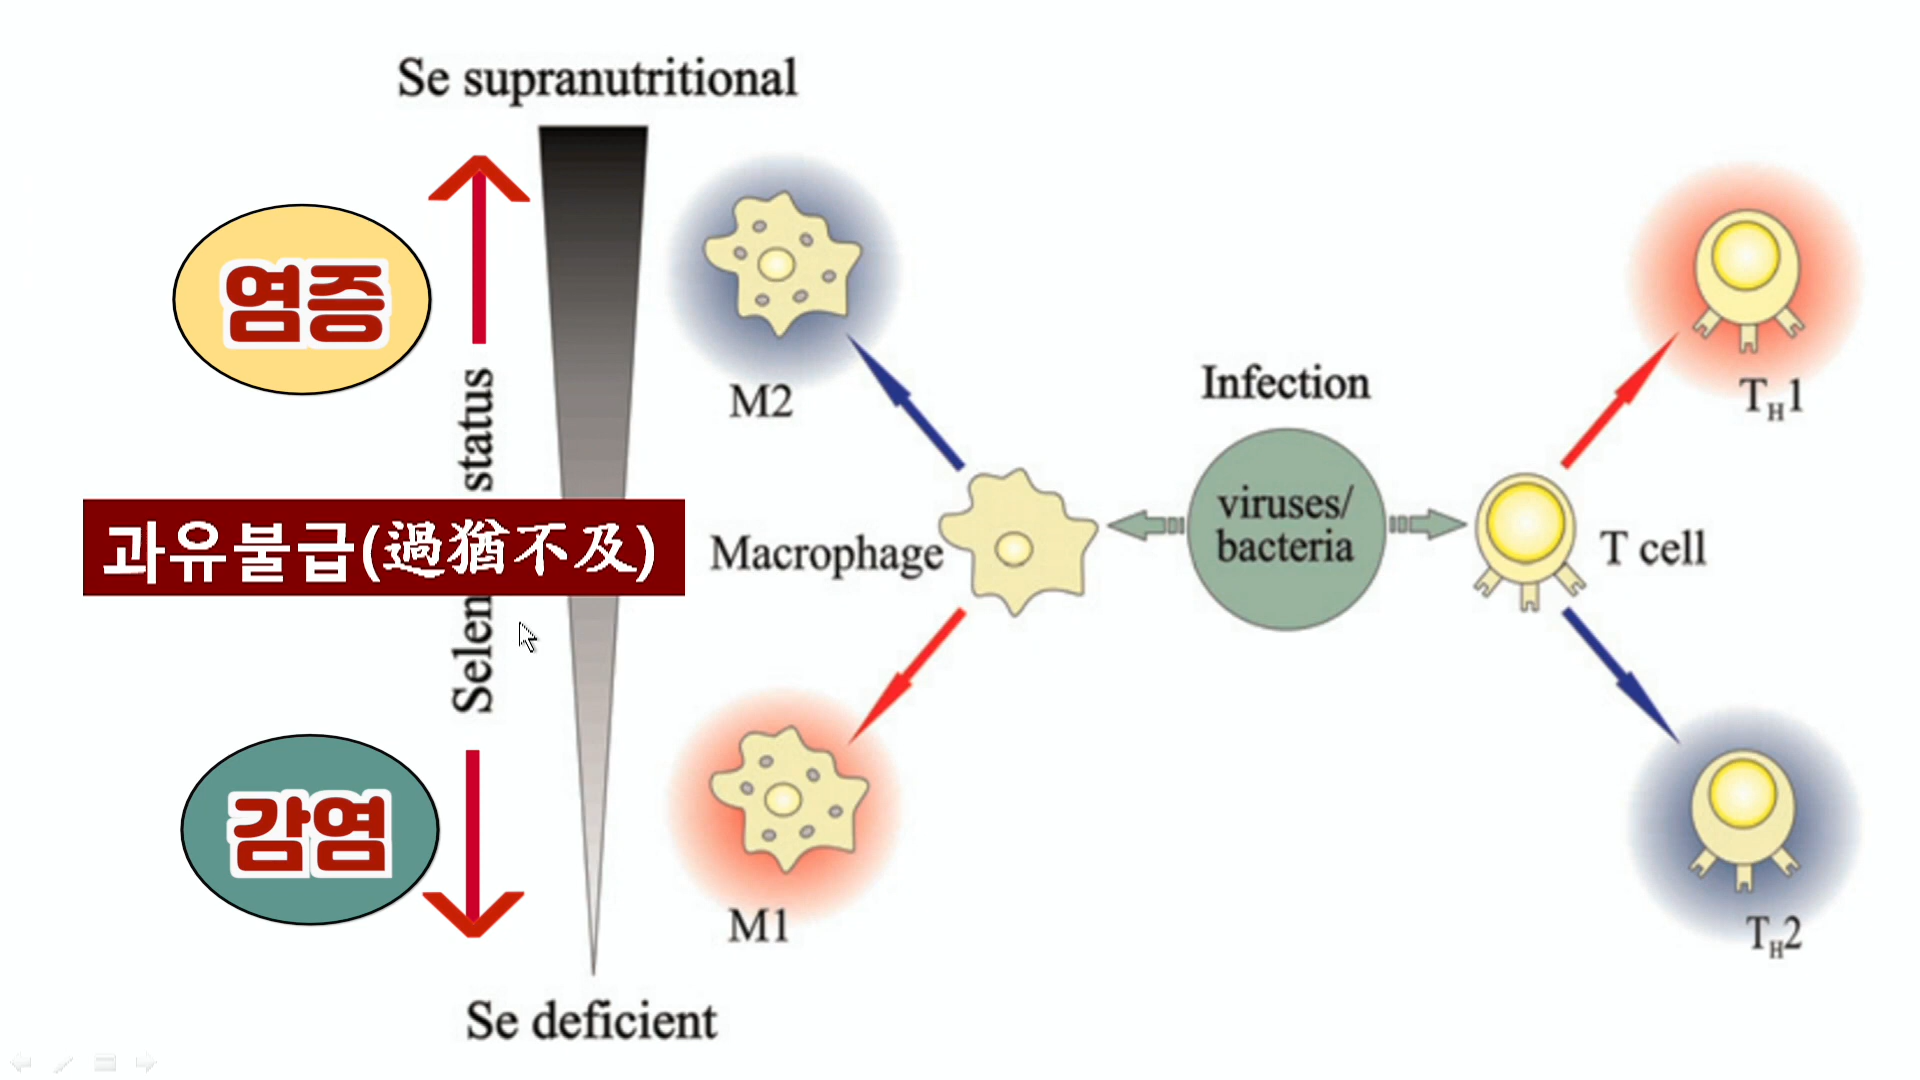 Se supranutritional
염증
status
과유불급(過猶不及)
Selen
감염
Se deficient
M2
Macrophage
M1
Infection
viruses/
bacteria
T cell
TH1
TH2